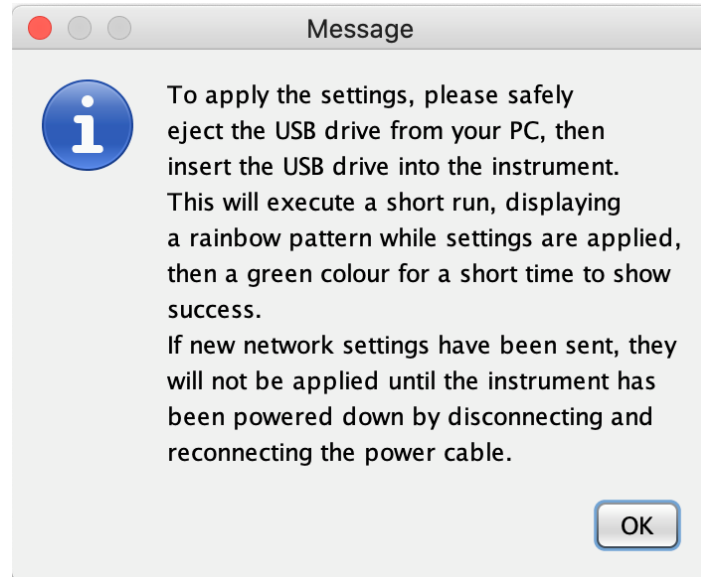 Message
To apply the settings, please safely
eject the USB drive from your PC, then
insert the USB drive into the instrument.
This will execute a short run, displaying
a rainbow pattern while settings are applied,
then a green colour for a short time to show
success.
If new network settings have been sent, they
will not be applied until the instrument has
been powered down by disconnecting and
reconnecting the power cable.
OK